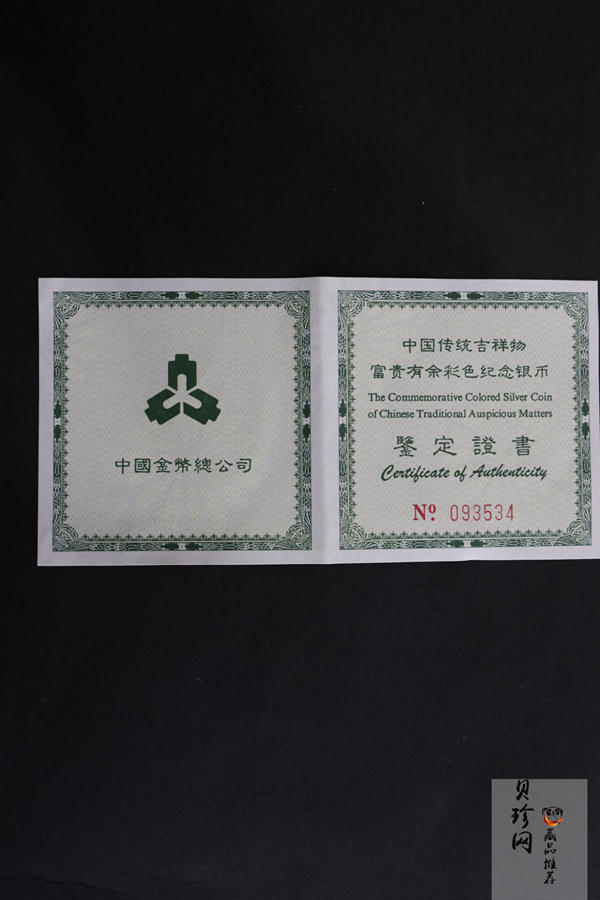 中國金幣總公司
中国传统吉祥物
富贵有余彩色纪念银币
The Commemorative Colored Silver Coin
of Chinese Traditional Auspicious Matters
鑒定證書
Certificate of Authenticity
Nº 093534
贝珍网
藏品推荐